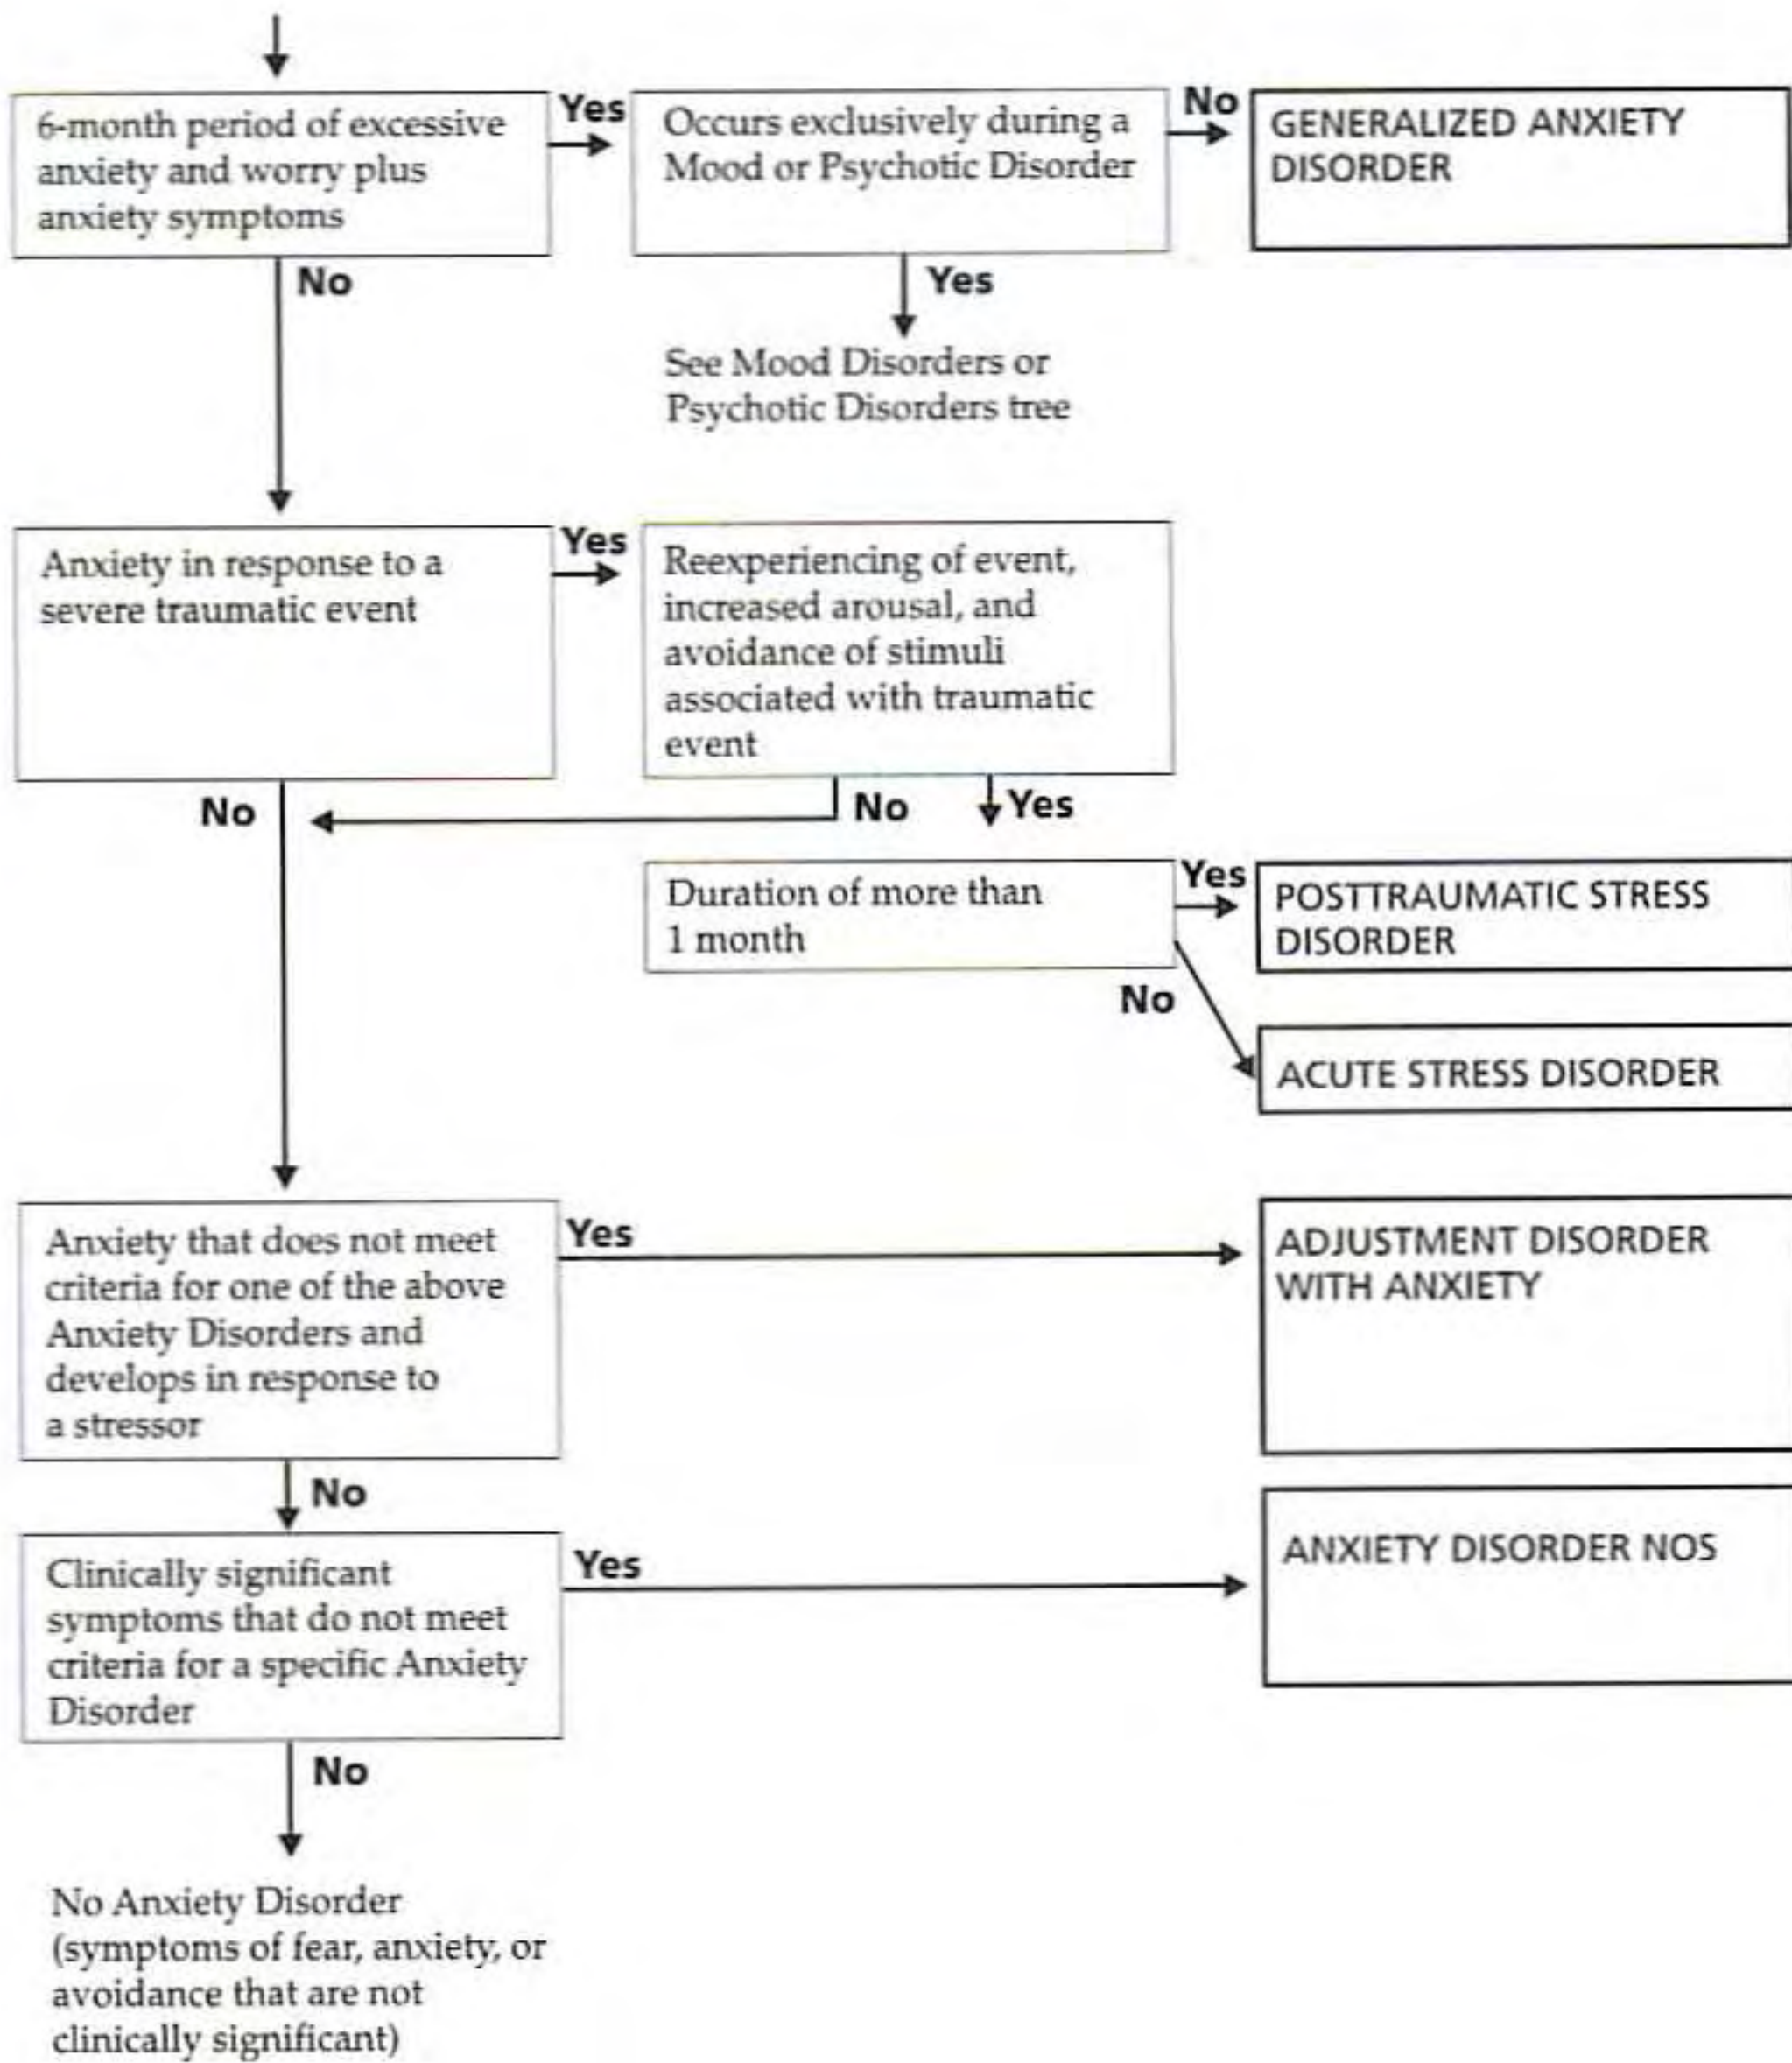 6-month period of excessive
anxiety and worry plus
anxiety symptoms
Yes
Occurs exclusively during a
Mood or Psychotic Disorder
No
GENERALIZED ANXIETY
DISORDER
No
Yes
See Mood Disorders or
Psychotic Disorders tree
Anxiety in response to a
severe traumatic event
Yes
Reexperiencing of event,
increased arousal, and
avoidance of stimuli
associated with traumatic
event
No
No
Yes
Duration of more than
1 month
Yes
POSTTRAUMATIC STRESS
DISORDER
No
ACUTE STRESS DISORDER
Anxiety that does not meet
criteria for one of the above
Anxiety Disorders and
develops in response to
a stressor
Yes
ADJUSTMENT DISORDER
WITH ANXIETY
No
Clinically significant
symptoms that do not meet
criteria for a specific Anxiety
Disorder
Yes
ANXIETY DISORDER NOS
No
No Anxiety Disorder
(symptoms of fear, anxiety, or
avoidance that are not
clinically significant)